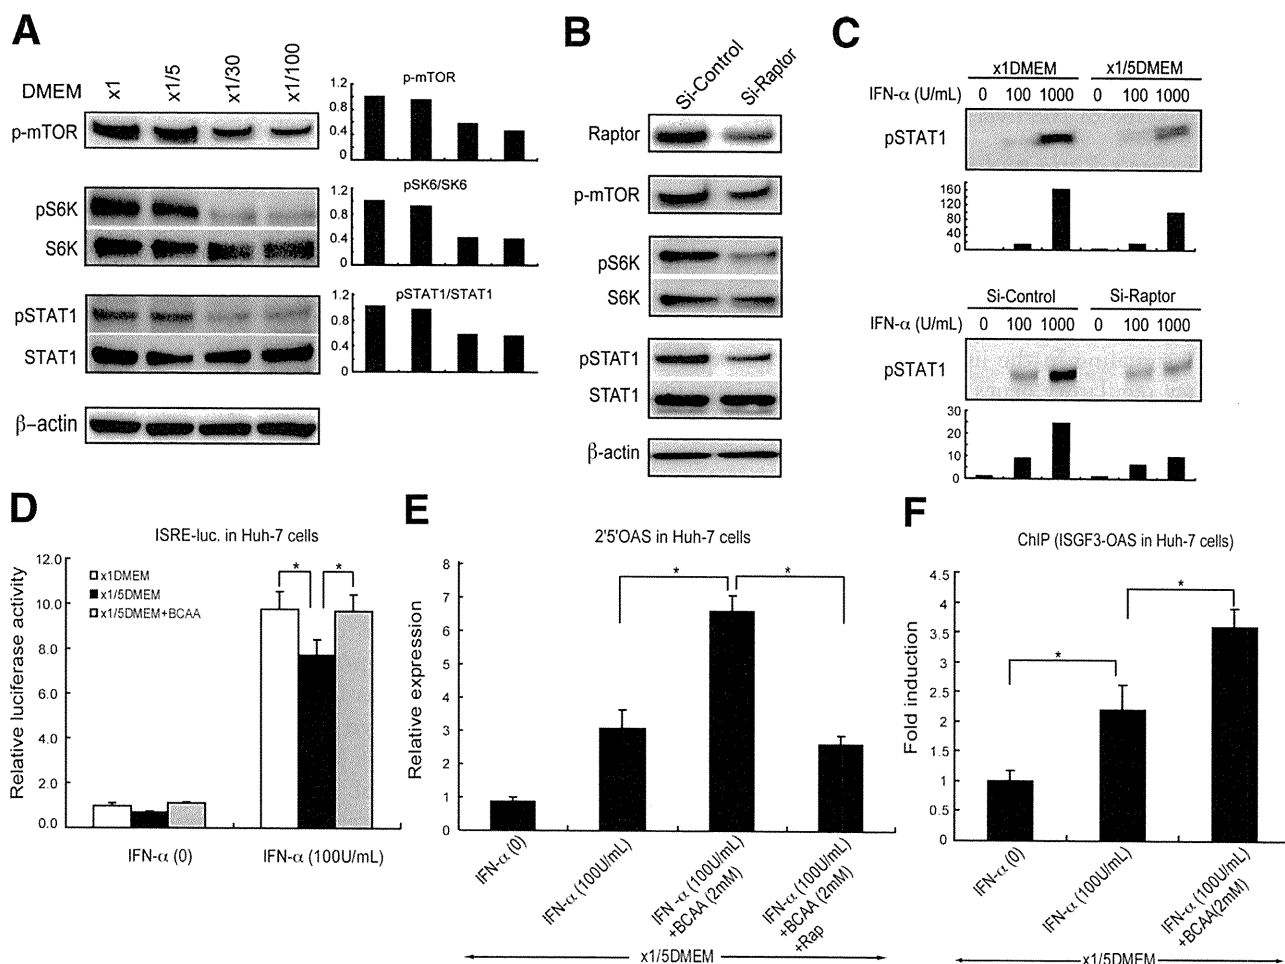 A
DMEM
x1
x1/5
x1/30
x1/100
p-mTOR
pS6K
S6K
pSTAT1
STAT1
β-actin
p-mTOR
1.2
0.8
0.4
0
pSK6/SK6
1.2
0.8
0.4
0
pSTAT1/STAT1
1.2
0.8
0.4
0
B
Si-Control
Si-Raptor
Raptor
p-mTOR
pS6K
S6K
pSTAT1
STAT1
β-actin
C
x1DMEM x1/5DMEM
IFN-α (U/mL) 0 100 1000 0 100 1000
pSTAT1
160
120
80
40
0
Si-Control Si-Raptor
IFN-α (U/mL) 0 100 1000 0 100 1000
pSTAT1
30
20
10
0
D
ISRE-luc. in Huh-7 cells
Relative luciferase activity
12.0
10.0
8.0
6.0
4.0
2.0
0.0
x1DMEM
x1/5DMEM
x1/5DMEM+BCAA
* *
IFN-α (0) IFN-α (100U/mL)
E
2'5'OAS in Huh-7 cells
Relative expression
8
7
6
5
4
3
2
1
0
* *
IFN-α (0)
IFN-α (100U/mL)
IFN-α (100U/mL)
+BCAA (2mM)
IFN-α (100U/mL)
+BCAA (2mM)
+Rap
x1/5DMEM
F
ChIP (ISGF3-OAS in Huh-7 cells)
Fold induction
4.5
4
3.5
3
2.5
2
1.5
1
0.5
0
*
*
IFN-α (0)
IFN-α (100U/mL)
IFN-α (100U/mL)
+BCAA(2mM)
x1/5DMEM